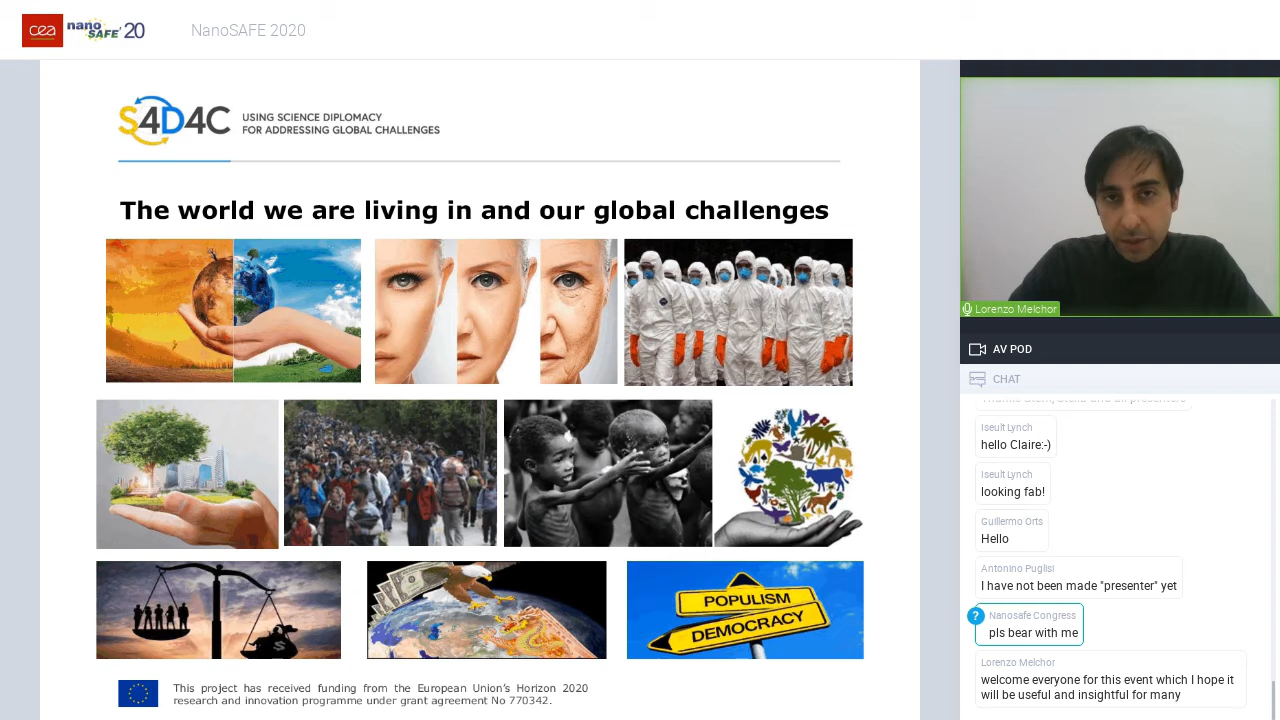 cea
nano
SAFE' 20
NanoSAFE 2020
S4D4C
USING SCIENCE DIPLOMACY
FOR ADDRESSING GLOBAL CHALLENGES
The world we are living in and our global challenges
POPULISM
DEMOCRACY
This project has received funding from the European Union's Horizon 2020
research and innovation programme under grant agreement No 770342.
Lorenzo Melchor
AV POD
CHAT
Iseult Lynch
hello Claire:-)
Iseult Lynch
looking fab!
Guillermo Orts
Hello
Antonino Puglisi
I have not been made "presenter" yet
?
Nanosafe Congress
pls bear with me
Lorenzo Melchor
welcome everyone for this event which I hope it
will be useful and insightful for many